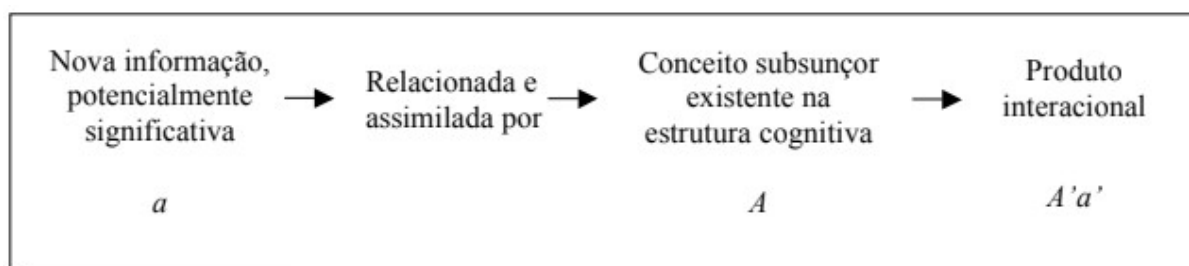 Nova informação,
potencialmente
significativa
Relacionada e
assimilada por
Conceito subsunçor
existente na
estrutura cognitiva
Produto
interacional
a
A
A’a’